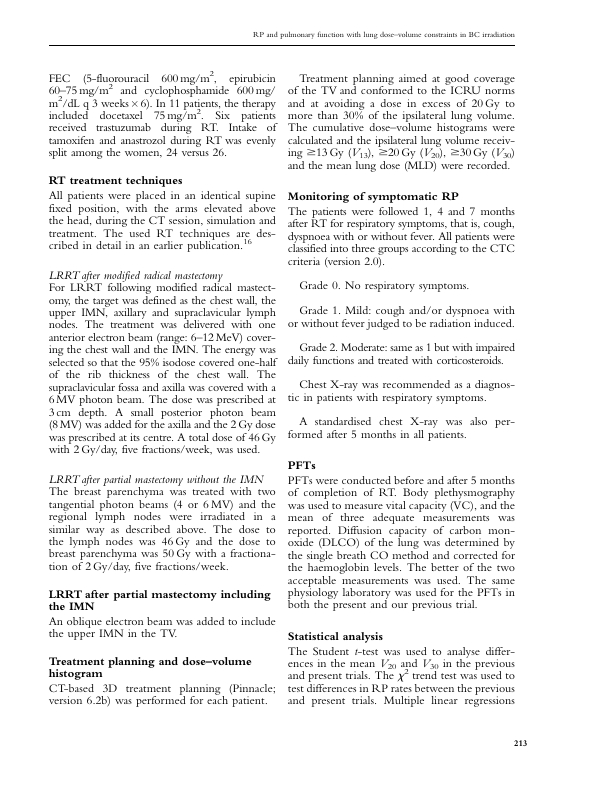 RP and pulmonary function with lung dose–volume constraints in BC irradiation
FEC (5-fluorouracil 600 mg/m², epirubicin
60–75 mg/m² and cyclophosphamide 600 mg/
m²/dL q 3 weeks × 6). In 11 patients, the therapy
included docetaxel 75 mg/m². Six patients
received trastuzumab during RT. Intake of
tamoxifen and anastrozol during RT was evenly
split among the women, 24 versus 26.
RT treatment techniques
All patients were placed in an identical supine
fixed position, with the arms elevated above
the head, during the CT session, simulation and
treatment. The used RT techniques are des-
cribed in detail in an earlier publication.¹⁶
LRRT after modified radical mastectomy
For LRRT following modified radical mastect-
omy, the target was defined as the chest wall, the
upper IMN, axillary and supraclavicular lymph
nodes. The treatment was delivered with one
anterior electron beam (range: 6–12 MeV) cover-
ing the chest wall and the IMN. The energy was
selected so that the 95% isodose covered one-half
of the rib thickness of the chest wall. The
supraclavicular fossa and axilla was covered with a
6 MV photon beam. The dose was prescribed at
3 cm depth. A small posterior photon beam
(8 MV) was added for the axilla and the 2 Gy dose
was prescribed at its centre. A total dose of 46 Gy
with 2 Gy/day, five fractions/week, was used.
LRRT after partial mastectomy without the IMN
The breast parenchyma was treated with two
tangential photon beams (4 or 6 MV) and the
regional lymph nodes were irradiated in a
similar way as described above. The dose to
the lymph nodes was 46 Gy and the dose to
breast parenchyma was 50 Gy with a fractiona-
tion of 2 Gy/day, five fractions/week.
LRRT after partial mastectomy including
the IMN
An oblique electron beam was added to include
the upper IMN in the TV.
Treatment planning and dose–volume
histogram
CT-based 3D treatment planning (Pinnacle;
version 6.2b) was performed for each patient.
Treatment planning aimed at good coverage
of the TV and conformed to the ICRU norms
and at avoiding a dose in excess of 20 Gy to
more than 30% of the ipsilateral lung volume.
The cumulative dose–volume histograms were
calculated and the ipsilateral lung volume receiv-
ing ≥13 Gy (V₁₃), ≥20 Gy (V₂₀), ≥30 Gy (V₃₀)
and the mean lung dose (MLD) were recorded.
Monitoring of symptomatic RP
The patients were followed 1, 4 and 7 months
after RT for respiratory symptoms, that is, cough,
dyspnoea with or without fever. All patients were
classified into three groups according to the CTC
criteria (version 2.0).
Grade 0. No respiratory symptoms.
Grade 1. Mild: cough and/or dyspnoea with
or without fever judged to be radiation induced.
Grade 2. Moderate: same as 1 but with impaired
daily functions and treated with corticosteroids.
Chest X-ray was recommended as a diagnos-
tic in patients with respiratory symptoms.
A standardised chest X-ray was also per-
formed after 5 months in all patients.
PFTs
PFTs were conducted before and after 5 months
of completion of RT. Body plethysmography
was used to measure vital capacity (VC), and the
mean of three adequate measurements was
reported. Diffusion capacity of carbon mon-
oxide (DLCO) of the lung was determined by
the single breath CO method and corrected for
the haemoglobin levels. The better of the two
acceptable measurements was used. The same
physiology laboratory was used for the PFTs in
both the present and our previous trial.
Statistical analysis
The Student t-test was used to analyse differ-
ences in the mean V₂₀ and V₃₀ in the previous
and present trials. The χ² trend test was used to
test differences in RP rates between the previous
and present trials. Multiple linear regressions
213